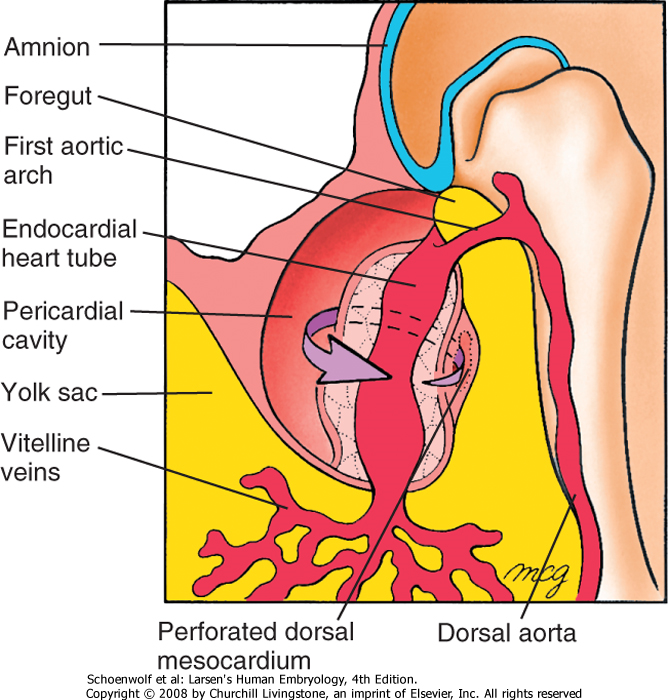 Amnion
Foregut
First aortic
arch
Endocardial
heart tube
Pericardial
cavity
Yolk sac
Vitelline
veins
mcg
Perforated dorsal
mesocardium
Dorsal aorta
Schoenwolf et al: Larsen's Human Embryology, 4th Edition.
Copyright © 2008 by Churchill Livingstone, an imprint of Elsevier, Inc. All rights reserved